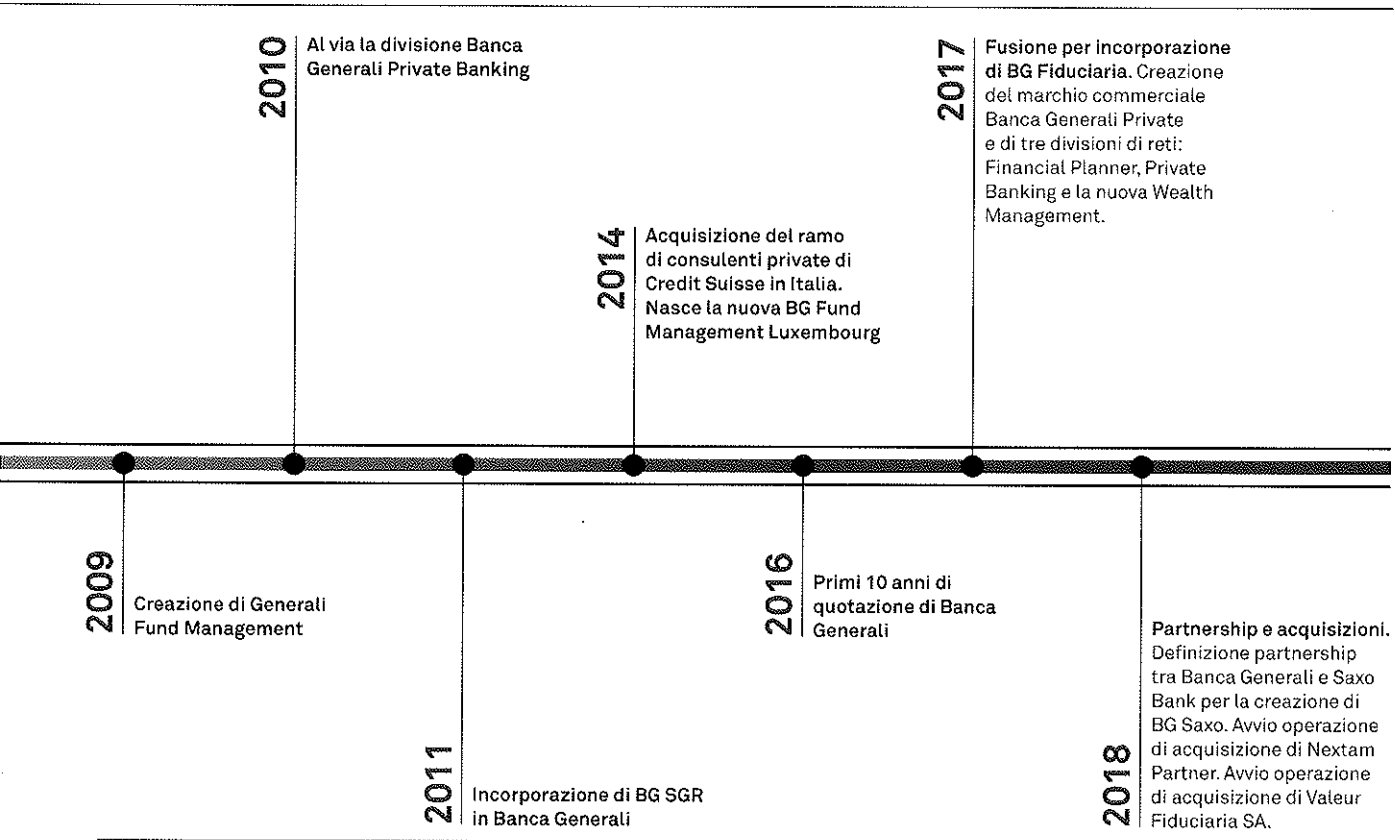 2010
Al via la divisione Banca
Generali Private Banking
2017
Fusione per incorporazione
di BG Fiduciaria. Creazione
del marchio commerciale
Banca Generali Private
e di tre divisioni di reti:
Financial Planner, Private
Banking e la nuova Wealth
Management.
2014
Acquisizione del ramo
di consulenti private di
Credit Suisse in Italia.
Nasce la nuova BG Fund
Management Luxembourg
2009
Creazione di Generali
Fund Management
2016
Primi 10 anni di
quotazione di Banca
Generali
2011
Incorporazione di BG SGR
in Banca Generali
2018
Partnership e acquisizioni.
Definizione partnership
tra Banca Generali e Saxo
Bank per la creazione di
BG Saxo. Avvio operazione
di acquisizione di Nextam
Partner. Avvio operazione
di acquisizione di Valeur
Fiduciaria SA.